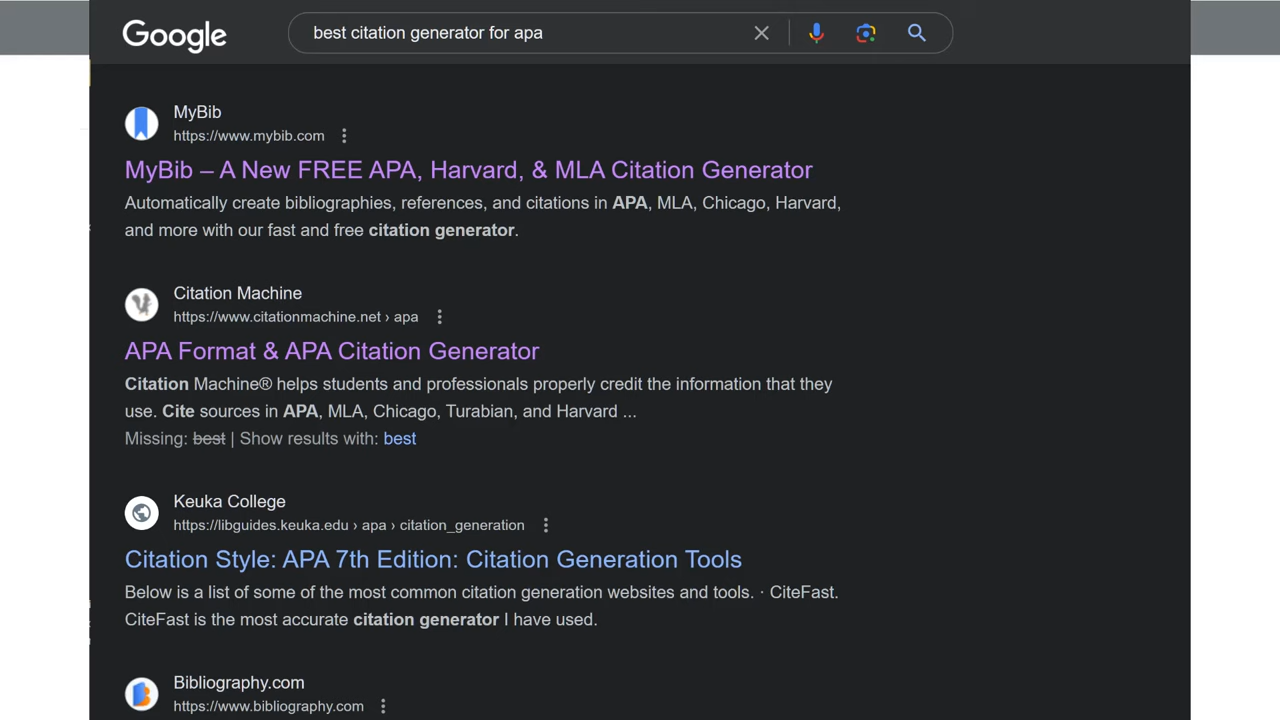 Google
best citation generator for apa
MyBib
https://www.mybib.com
MyBib – A New FREE APA, Harvard, & MLA Citation Generator
Automatically create bibliographies, references, and citations in APA, MLA, Chicago, Harvard,
and more with our fast and free citation generator.
Citation Machine
https://www.citationmachine.net › apa
APA Format & APA Citation Generator
Citation Machine® helps students and professionals properly credit the information that they
use. Cite sources in APA, MLA, Chicago, Turabian, and Harvard ...
Missing: best | Show results with: best
Keuka College
https://libguides.keuka.edu › apa › citation_generation
Citation Style: APA 7th Edition: Citation Generation Tools
Below is a list of some of the most common citation generation websites and tools. · CiteFast.
CiteFast is the most accurate citation generator I have used.
Bibliography.com
https://www.bibliography.com